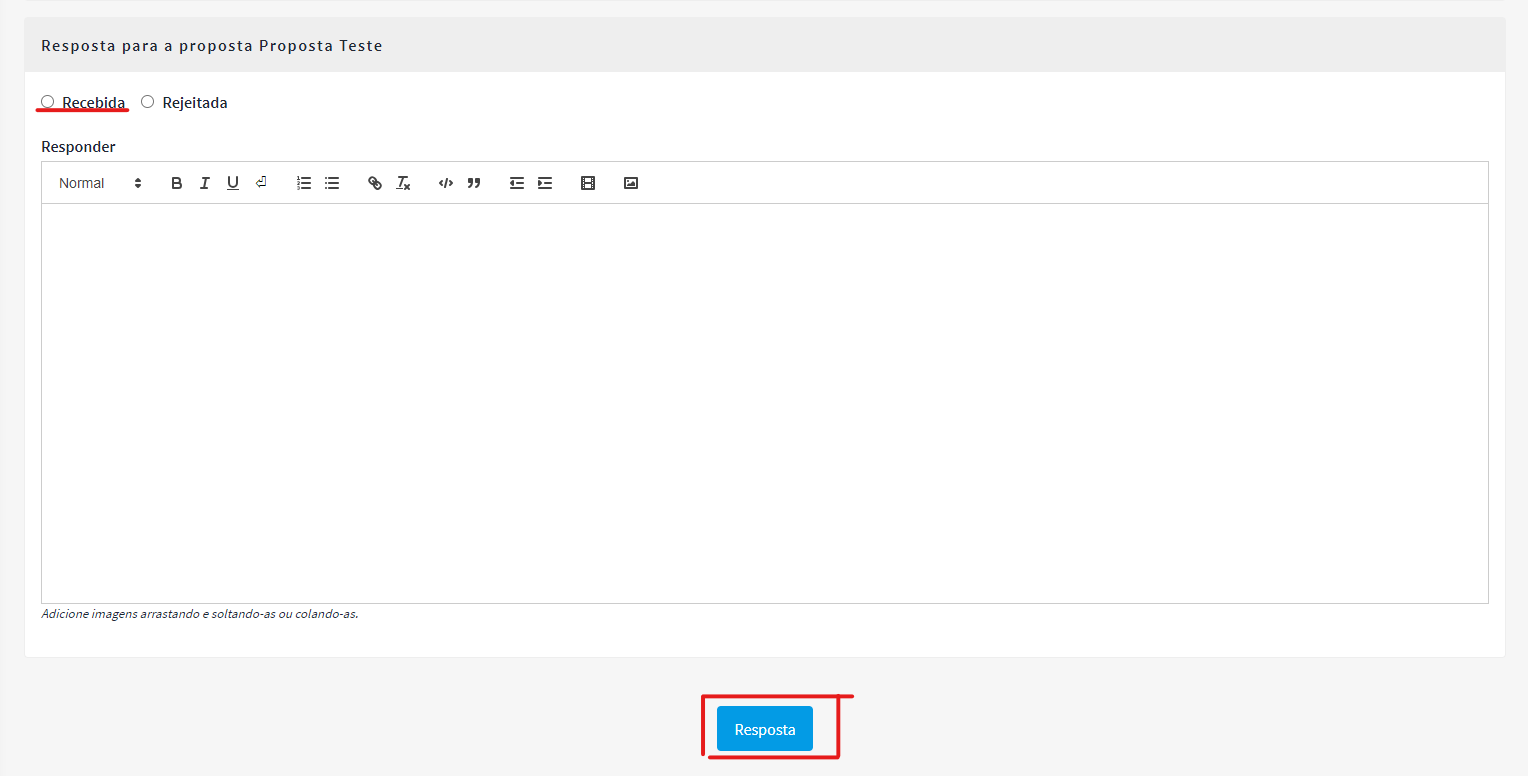 Resposta para a proposta Proposta Teste
Recebida Rejeitada
Responder
Normal
Adicione imagens arrastando e soltando-as ou colando-as.
Resposta